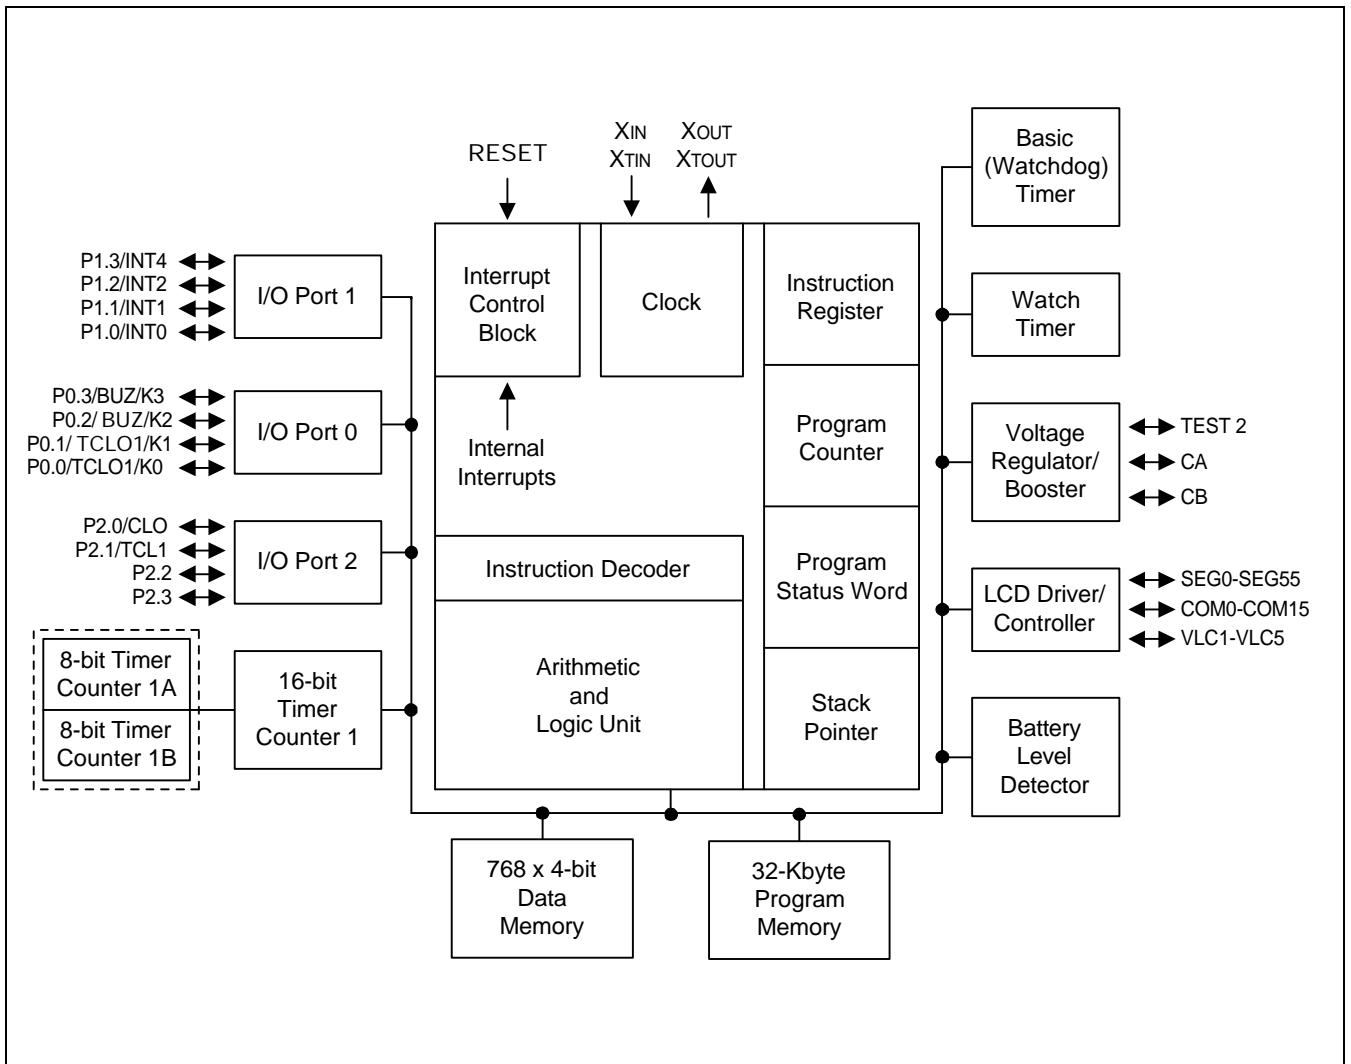 RESET
XIN
XTIN
XOUT
XTOUT
Basic
(Watchdog)
Timer
P1.3/INT4
P1.2/INT2
P1.1/INT1
P1.0/INT0
I/O Port 1
Interrupt
Control
Block
Clock
Instruction
Register
Watch
Timer
P0.3/BUZ/K3
P0.2/ BUZ/K2
P0.1/ TCLO1/K1
P0.0/TCLO1/K0
I/O Port 0
Internal
Interrupts
Program
Counter
Voltage
Regulator/
Booster
TEST 2
CA
CB
P2.0/CLO
P2.1/TCL1
P2.2
P2.3
I/O Port 2
Instruction Decoder
Program
Status Word
LCD Driver/
Controller
SEG0-SEG55
COM0-COM15
VLC1-VLC5
8-bit Timer
Counter 1A
8-bit Timer
Counter 1B
16-bit
Timer
Counter 1
Arithmetic
and
Logic Unit
Stack
Pointer
Battery
Level
Detector
768 x 4-bit
Data
Memory
32-Kbyte
Program
Memory